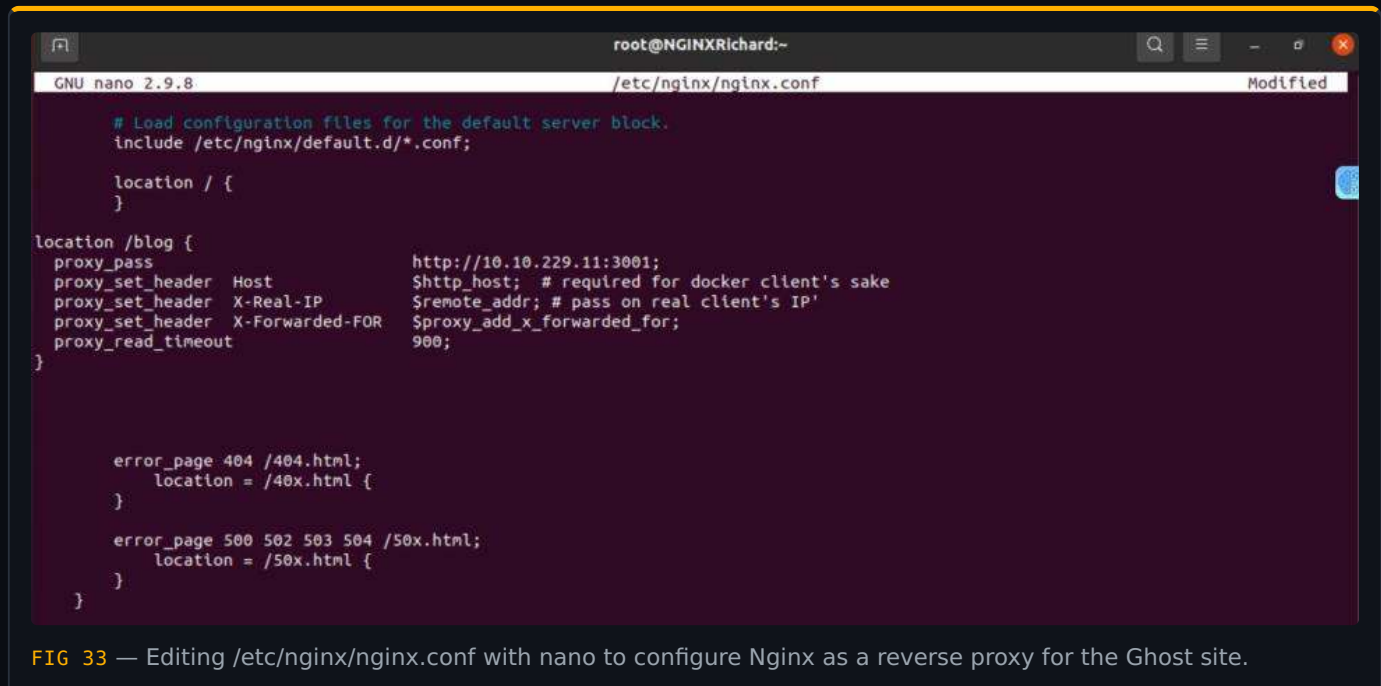 root@NGINXRichard:~
GNU nano 2.9.8 /etc/nginx/nginx.conf Modified
# Load configuration files for the default server block.
include /etc/nginx/default.d/*.conf;
location / {
}
location /blog {
proxy_pass http://10.10.229.11:3001;
proxy_set_header Host $http_host; # required for docker client's sake
proxy_set_header X-Real-IP $remote_addr; # pass on real client's IP'
proxy_set_header X-Forwarded-FOR $proxy_add_x_forwarded_for;
proxy_read_timeout 900;
}
error_page 404 /404.html;
location = /40x.html {
}
error_page 500 502 503 504 /50x.html;
location = /50x.html {
}
}
FIG 33 — Editing /etc/nginx/nginx.conf with nano to configure Nginx as a reverse proxy for the Ghost site.